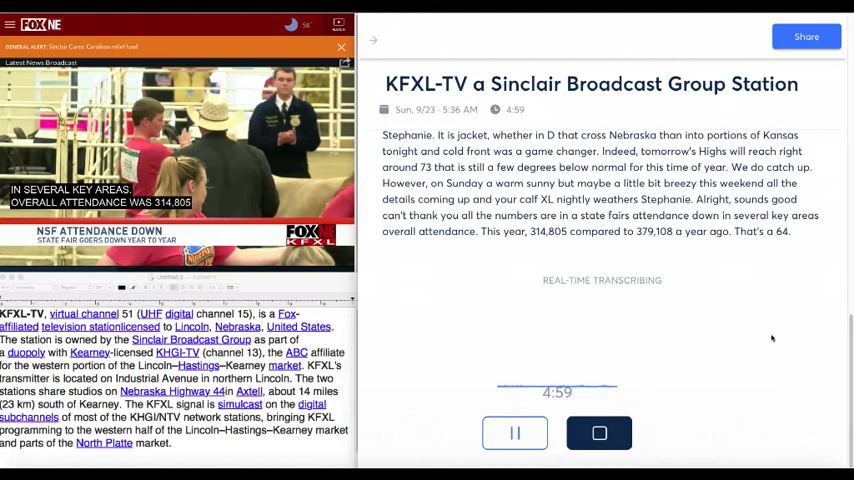 FOX NE
56°
WATCH
GENERAL ALERT: Sinclair Cares: Carolinas relief fund
Latest News Broadcast
IN SEVERAL KEY AREAS.
OVERALL ATTENDANCE WAS 314,805
NSF ATTENDANCE DOWN
STATE FAIR GOES DOWN YEAR TO YEAR
FOX NE
KFXL
Untitled 2
KFXL-TV, virtual channel 51 (UHF digital channel 15), is a Fox-
affiliated television stationlicensed to Lincoln, Nebraska, United States.
The station is owned by the Sinclair Broadcast Group as part of
a duopoly with Kearney-licensed KHGI-TV (channel 13), the ABC affiliate
for the western portion of the Lincoln–Hastings–Kearney market. KFXL's
transmitter is located on Industrial Avenue in northern Lincoln. The two
stations share studios on Nebraska Highway 44in Axtell, about 14 miles
(23 km) south of Kearney. The KFXL signal is simulcast on the digital
subchannels of most of the KHGI/NTV network stations, bringing KFXL
programming to the western half of the Lincoln–Hastings–Kearney market
and parts of the North Platte market.
Share
KFXL-TV a Sinclair Broadcast Group Station
Sun, 9/23 - 5:36 AM 4:59
Stephanie. It is jacket, whether in D that cross Nebraska than into portions of Kansas
tonight and cold front was a game changer. Indeed, tomorrow's Highs will reach right
around 73 that is still a few degrees below normal for this time of year. We do catch up.
However, on Sunday a warm sunny but maybe a little bit breezy this weekend all the
details coming up and your calf XL nightly weathers Stephanie. Alright, sounds good
can't thank you all the numbers are in a state fairs attendance down in several key areas
overall attendance. This year, 314,805 compared to 379,108 a year ago. That's a 64.
REAL-TIME TRANSCRIBING
4:59